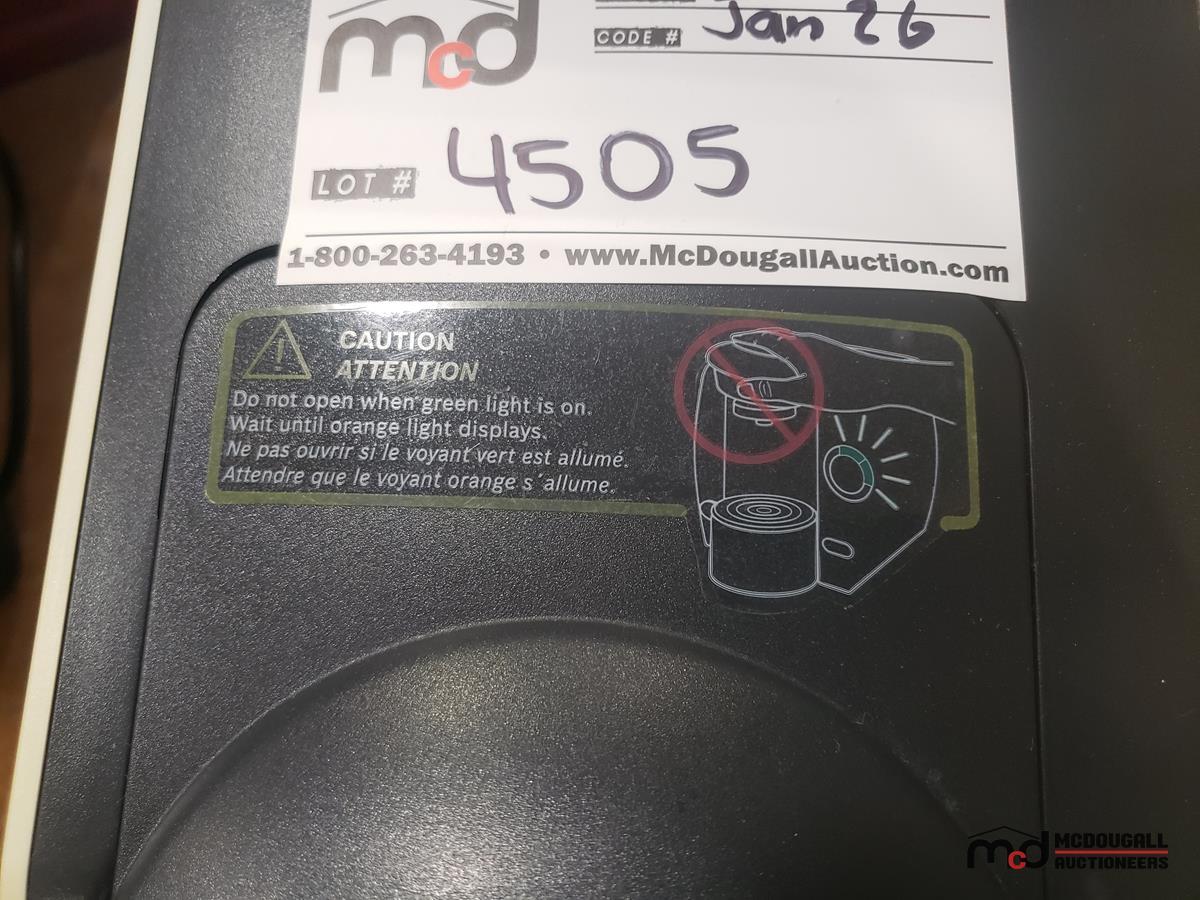 mcd
CODE # Jan 26
LOT # 4505
1-800-263-4193 • www.McDougallAuction.com
CAUTION
ATTENTION
Do not open when green light is on.
Wait until orange light displays.
Ne pas ouvrir si le voyant vert est allumé.
Attendre que le voyant orange s'allume.
mcd MCDOUGALL
AUCTIONEERS